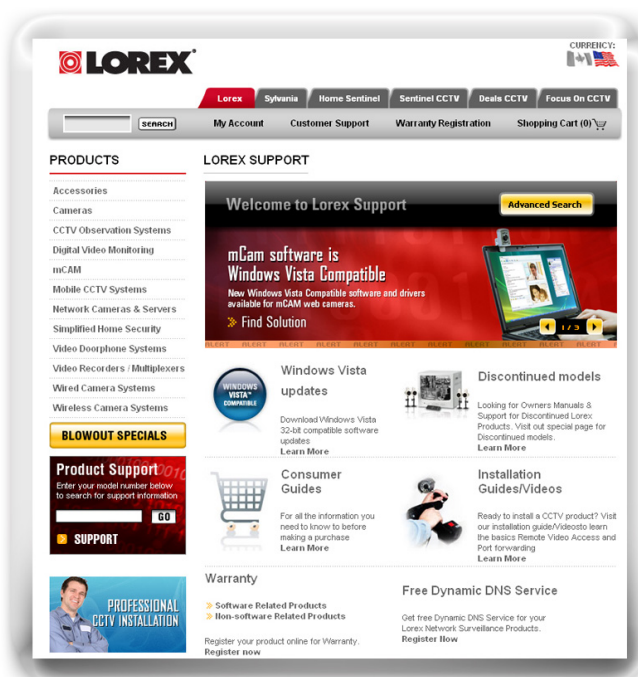 CURRENCY:
LOREX
Lorex Sylvania Home Sentinel Sentinel CCTV Deals CCTV Focus On CCTV
SEARCH My Account Customer Support Warranty Registration Shopping Cart (0)
PRODUCTS
Accessories
Cameras
CCTV Observation Systems
Digital Video Monitoring
mCAM
Mobile CCTV Systems
Network Cameras & Servers
Simplified Home Security
Video Doorphone Systems
Video Recorders / Multiplexers
Wired Camera Systems
Wireless Camera Systems
BLOWOUT SPECIALS
Product Support
Enter your model number below
to search for support information
GO
SUPPORT
PROFESSIONAL
CCTV INSTALLATION
LOREX SUPPORT
Welcome to Lorex Support
Advanced Search
mCam software is
Windows Vista Compatible
New Windows Vista Compatible software and drivers
available for mCAM web cameras.
Find Solution
1 / 3
ALERT ALERT ALERT ALERT ALERT ALERT ALERT ALERT
WINDOWS
VISTA™
COMPATIBLE
Windows Vista
updates
Download Windows Vista
32-bit compatible software
updates
Learn More
Discontinued models
Looking for Owners Manuals &
Support for Discontinued Lorex
Products. Visit out special page for
Discontinued models.
Learn More
Consumer
Guides
For all the information you
need to know to before
making a purchase
Learn More
Installation
Guides/Videos
Ready to install a CCTV product? Visit
our installation guide/Videosto learn
the basics Remote Video Access and
Port forwarding
Learn More
Warranty
Software Related Products
Non-software Related Products
Register your product online for Warranty.
Register now
Free Dynamic DNS Service
Get free Dynamic DNS Service for your
Lorex Network Surveillance Products.
Register Now